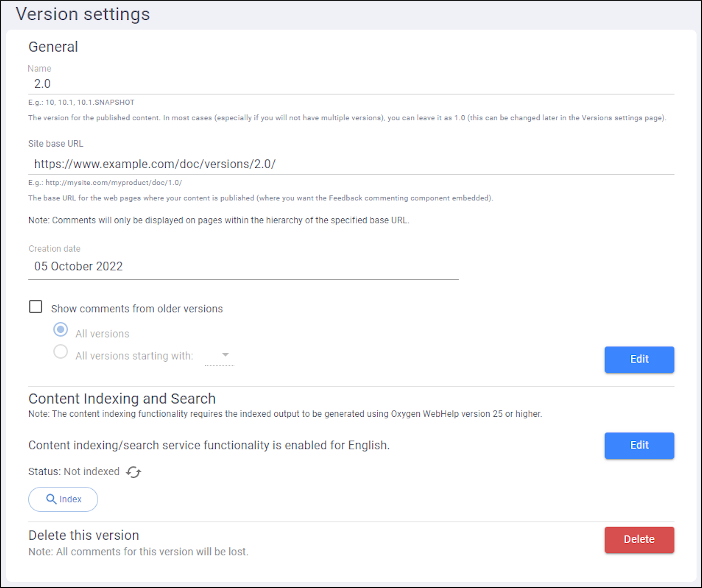 Version settings
General
Name
2.0
E.g.: 10, 10.1, 10.1.SNAPSHOT
The version for the published content. In most cases (especially if you will not have multiple versions), you can leave it as 1.0 (this can be changed later in the Versions settings page).
Site base URL
https://www.example.com/doc/versions/2.0/
E.g.: http://mysite.com/myproduct/doc/1.0/
The base URL for the web pages where your content is published (where you want the Feedback commenting component embedded).
Note: Comments will only be displayed on pages within the hierarchy of the specified base URL.
Creation date
05 October 2022
Show comments from older versions
All versions
All versions starting with:
Edit
Content Indexing and Search
Note: The content indexing functionality requires the indexed output to be generated using Oxygen WebHelp version 25 or higher.
Content indexing/search service functionality is enabled for English.
Edit
Status: Not indexed
Index
Delete this version
Note: All comments for this version will be lost.
Delete